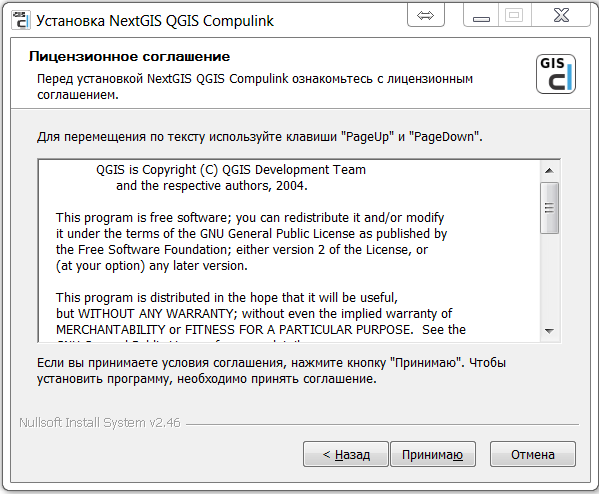 Установка NextGIS QGIS Compulink
Лицензионное соглашение
Перед установкой NextGIS QGIS Compulink ознакомьтесь с лицензионным
соглашением.
GIS
cl
Для перемещения по тексту используйте клавиши "PageUp" и "PageDown".
QGIS is Copyright (C) QGIS Development Team
and the respective authors, 2004.
This program is free software; you can redistribute it and/or modify
it under the terms of the GNU General Public License as published by
the Free Software Foundation; either version 2 of the License, or
(at your option) any later version.
This program is distributed in the hope that it will be useful,
but WITHOUT ANY WARRANTY; without even the implied warranty of
MERCHANTABILITY or FITNESS FOR A PARTICULAR PURPOSE.  See the
Если вы принимаете условия соглашения, нажмите кнопку "Принимаю". Чтобы
установить программу, необходимо принять соглашение.
Nullsoft Install System v2.46
< Назад
Принимаю
Отмена